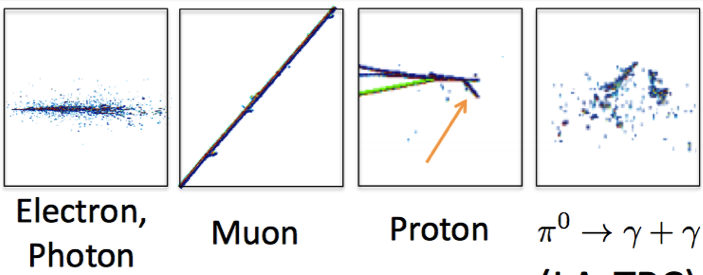 Electron,
Photon
Muon
Proton
π⁰ → γ + γ